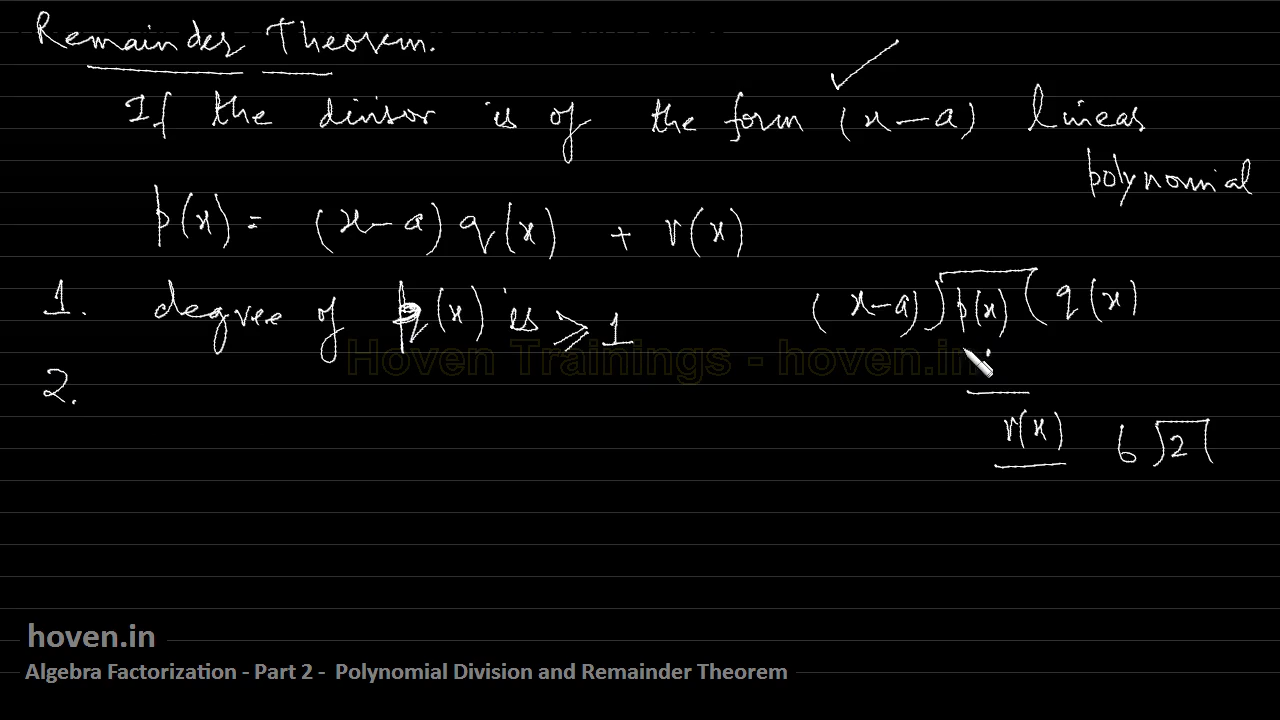 Remainder Theorem.
If the divisor is of the form (x-a) linear
polynomial
p(x) = (x-a) q(x) + r(x)
1. degree of p(x) is ⩾ 1
(x-a) ) p(x) ( q(x)
Hoven Trainings - hoven.in
2.
r(x)
6 ) 2 (
hoven.in
Algebra Factorization - Part 2 - Polynomial Division and Remainder Theorem